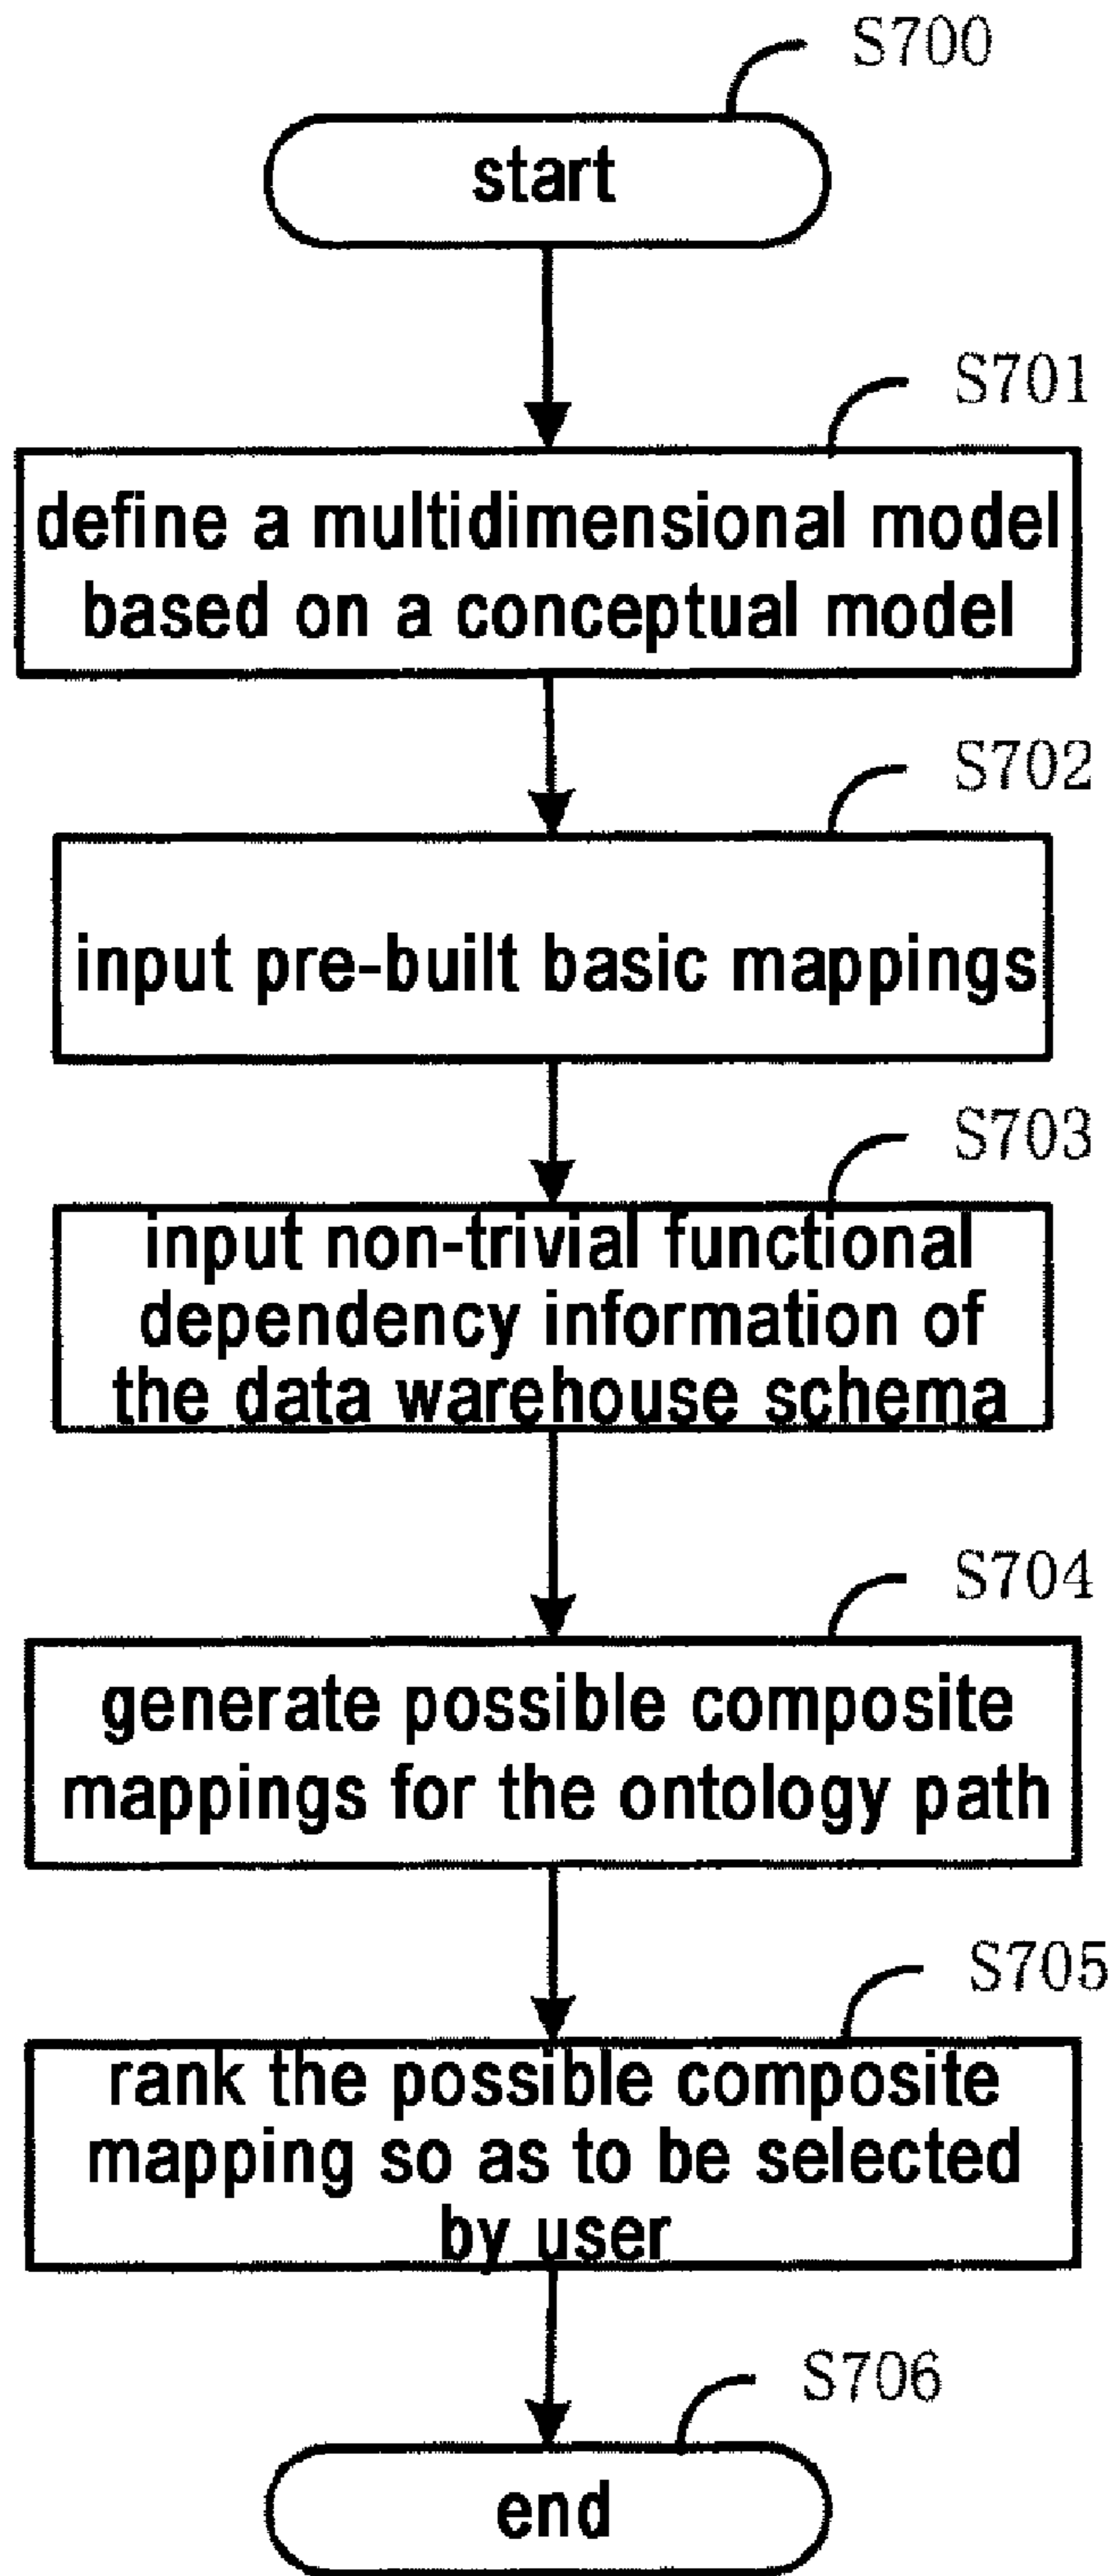 S700
start
S701
define a multidimensional model
based on a conceptual model
S702
input pre-built basic mappings
S703
input non-trivial functional
dependency information of
the data warehouse schema
S704
generate possible composite
mappings for the ontology path
S705
rank the possible composite
mapping so as to be selected
by user
S706
end